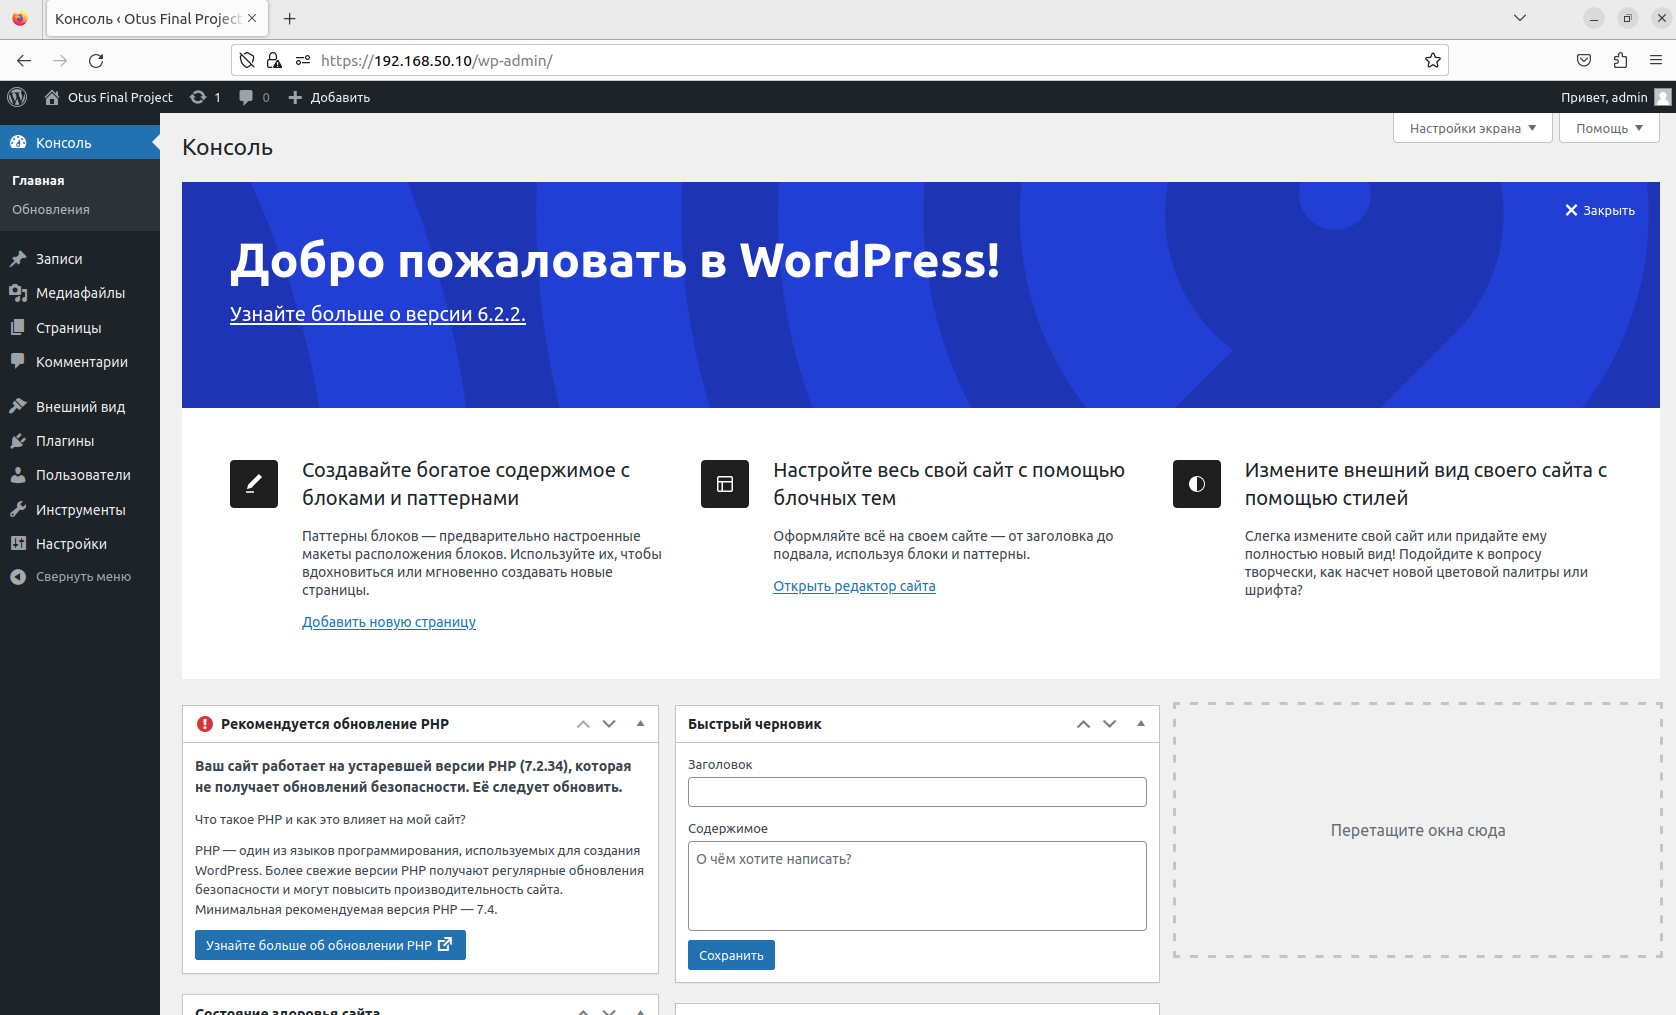 Консоль ‹ Otus Final Project
https://192.168.50.10/wp-admin/
Otus Final Project
1
0
Добавить
Привет, admin
Консоль
Главная
Обновления
Записи
Медиафайлы
Страницы
Комментарии
Внешний вид
Плагины
Пользователи
Инструменты
Настройки
Свернуть меню
Настройки экрана
Помощь
Консоль
Закрыть
Добро пожаловать в WordPress!
Узнайте больше о версии 6.2.2.
Создавайте богатое содержимое с
блоками и паттернами
Паттерны блоков — предварительно настроенные
макеты расположения блоков. Используйте их, чтобы
вдохновиться или мгновенно создавать новые
страницы.
Добавить новую страницу
Настройте весь свой сайт с помощью
блочных тем
Оформляйте всё на своем сайте — от заголовка до
подвала, используя блоки и паттерны.
Открыть редактор сайта
Измените внешний вид своего сайта с
помощью стилей
Слегка измените свой сайт или придайте ему
полностью новый вид! Подойдите к вопросу
творчески, как насчет новой цветовой палитры или
шрифта?
Рекомендуется обновление PHP
Ваш сайт работает на устаревшей версии PHP (7.2.34), которая
не получает обновлений безопасности. Её следует обновить.
Что такое PHP и как это влияет на мой сайт?
PHP — один из языков программирования, используемых для создания
WordPress. Более свежие версии PHP получают регулярные обновления
безопасности и могут повысить производительность сайта.
Минимальная рекомендуемая версия PHP — 7.4.
Узнайте больше об обновлении PHP
Состояние здоровья сайта
Быстрый черновик
Заголовок
Содержимое
О чём хотите написать?
Сохранить
Перетащите окна сюда